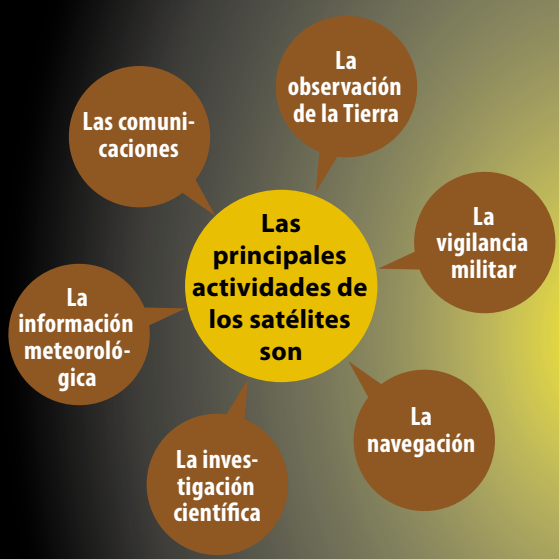 Las
principales
actividades de
los satélites
son
La
observación
de la Tierra
La
vigilancia
militar
La
navegación
La inves-
tigación
científica
La
información
meteoroló-
gica
Las comuni-
caciones